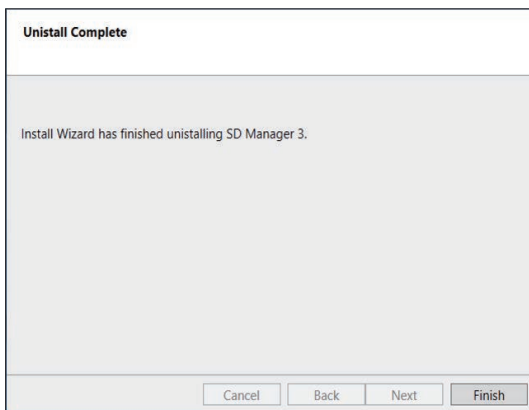 Unistall Complete
Install Wizard has finished unistalling SD Manager 3.
Cancel Back Next Finish